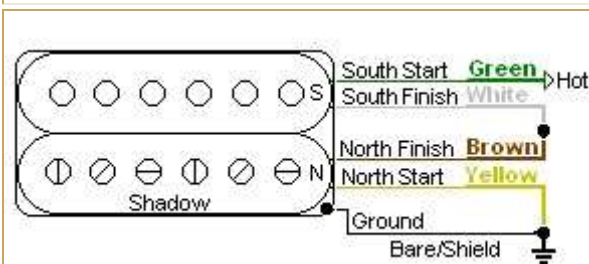 South Start Green Hot
S South Finish White
North Finish Brown
N North Start Yellow
Shadow
Ground
Bare/Shield